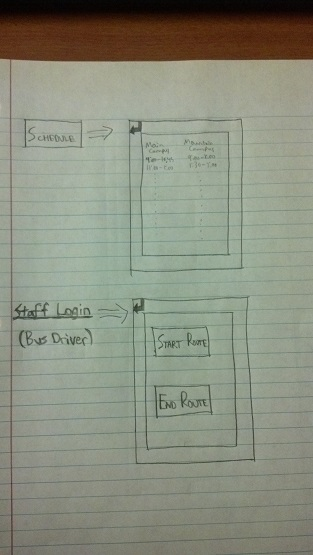 SCHEDULE
Main Campus
Mountain Campus
Staff Login
(Bus Driver)
START ROUTE
END ROUTE